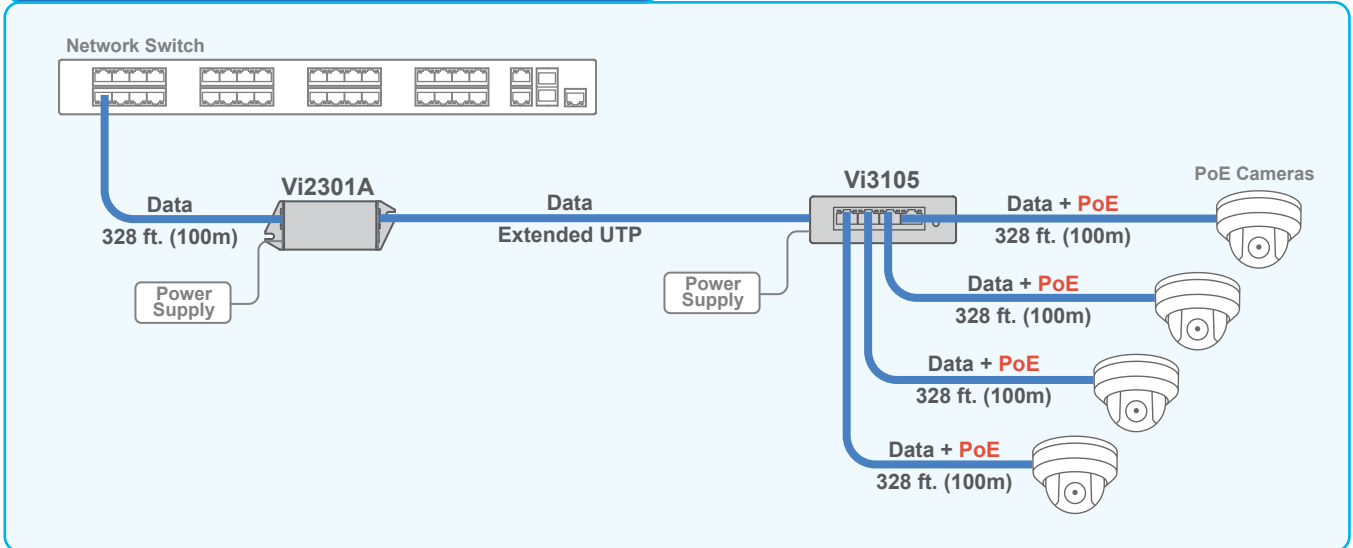 Network Switch
Vi2301A
Data
328 ft. (100m)
Power
Supply
Data
Extended UTP
Vi3105
Power
Supply
PoE Cameras
Data + PoE
328 ft. (100m)
Data + PoE
328 ft. (100m)
Data + PoE
328 ft. (100m)
Data + PoE
328 ft. (100m)